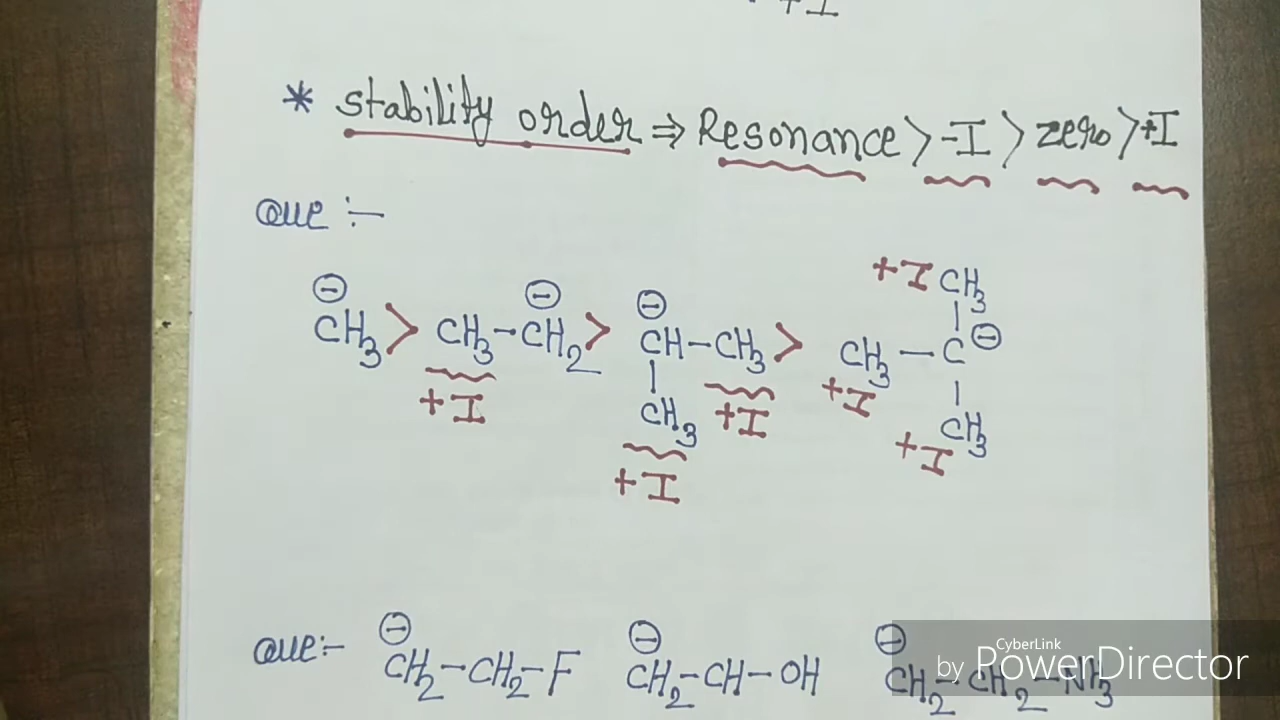 +I
* Stability order ⇒ Resonance > -I > zero > +I
Que :-
⊖ ⊖ ⊖ +I CH3
CH3 > CH3-CH2 > CH-CH3 > CH3-C ⊖
+I CH3 +I +I CH3
+I +I
Que:- ⊖ ⊖ ⊖
CH2-CH2-F CH2-CH-OH CH2-CH2-NH3
CyberLink
by PowerDirector